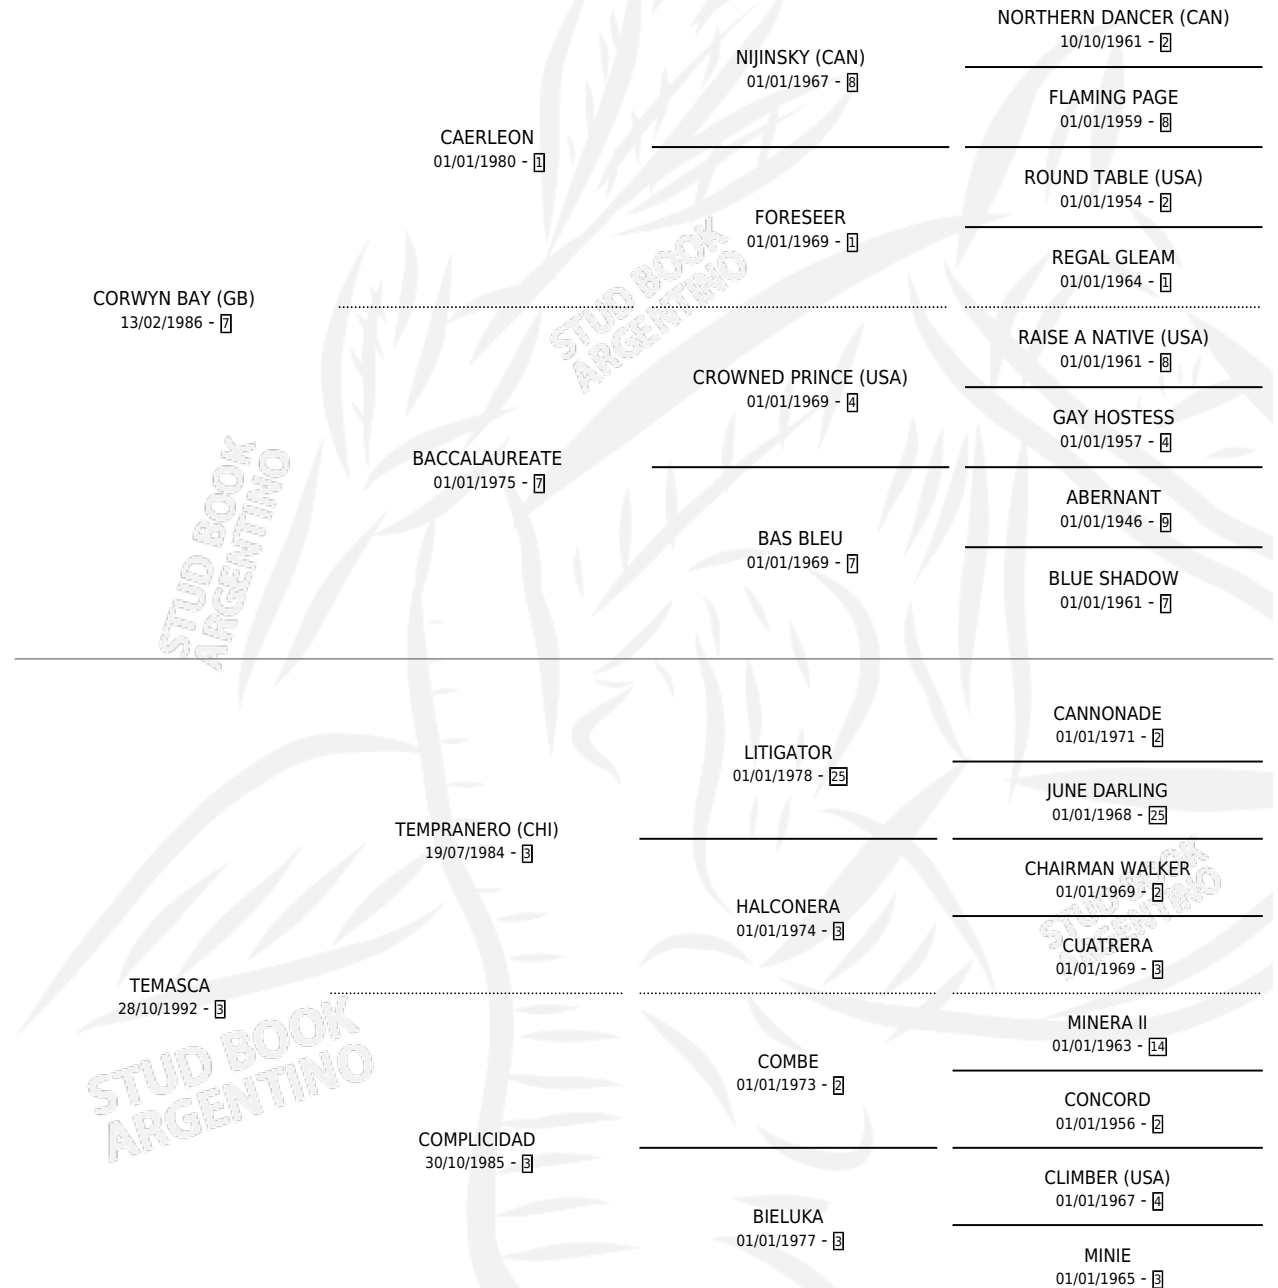 NORTHERN DANCER (CAN)
10/10/1961 - 2
NIJINSKY (CAN)
01/01/1967 - 8
FLAMING PAGE
01/01/1959 - 8
CAERLEON
01/01/1980 - 1
ROUND TABLE (USA)
01/01/1954 - 2
FORESEER
01/01/1969 - 1
REGAL GLEAM
01/01/1964 - 1
CORWYN BAY (GB)
13/02/1986 - 7
RAISE A NATIVE (USA)
01/01/1961 - 8
CROWNED PRINCE (USA)
01/01/1969 - 4
GAY HOSTESS
01/01/1957 - 4
BACCALAUREATE
01/01/1975 - 7
ABERNANT
01/01/1946 - 9
BAS BLEU
01/01/1969 - 7
BLUE SHADOW
01/01/1961 - 7
STUD BOOK
ARGENTINO
STUD BOOK
ARGENTINO
CANNONADE
01/01/1971 - 2
LITIGATOR
01/01/1978 - 25
JUNE DARLING
01/01/1968 - 25
TEMPRANERO (CHI)
19/07/1984 - 3
CHAIRMAN WALKER
01/01/1969 - 2
HALCONERA
01/01/1974 - 3
CUATRERA
01/01/1969 - 3
STUD BOOK
ARGENTINO
TEMASCA
28/10/1992 - 3
MINERA II
01/01/1963 - 14
COMBE
01/01/1973 - 2
CONCORD
01/01/1956 - 2
STUD BOOK
ARGENTINO
COMPLICIDAD
30/10/1985 - 3
CLIMBER (USA)
01/01/1967 - 4
BIELUKA
01/01/1977 - 3
MINIE
01/01/1965 - 3